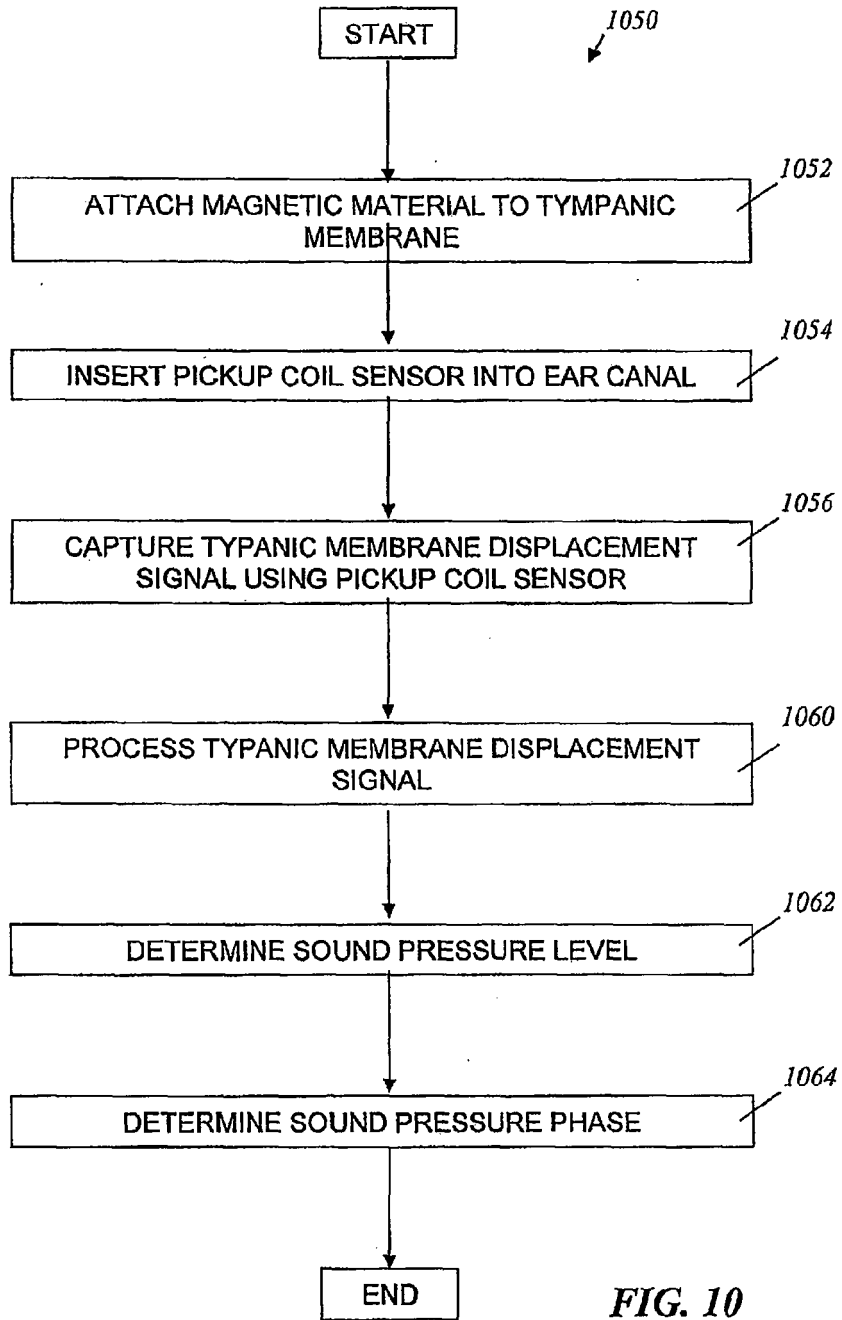 START
1050
1052
ATTACH MAGNETIC MATERIAL TO TYMPANIC
MEMBRANE
1054
INSERT PICKUP COIL SENSOR INTO EAR CANAL
1056
CAPTURE TYPANIC MEMBRANE DISPLACEMENT
SIGNAL USING PICKUP COIL SENSOR
1060
PROCESS TYPANIC MEMBRANE DISPLACEMENT
SIGNAL
1062
DETERMINE SOUND PRESSURE LEVEL
1064
DETERMINE SOUND PRESSURE PHASE
END
FIG. 10